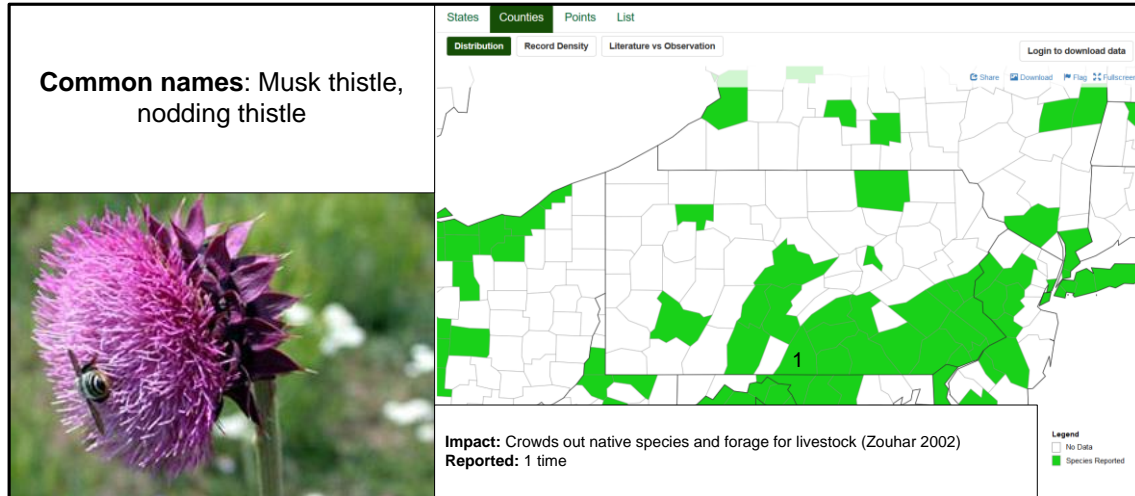 Common names: Musk thistle,
nodding thistle
States Counties Points List
Distribution Record Density Literature vs Observation
Login to download data
Share Download Flag Fullscreen
1
Impact: Crowds out native species and forage for livestock (Zouhar 2002)
Reported: 1 time
Legend
No Data
Species Reported